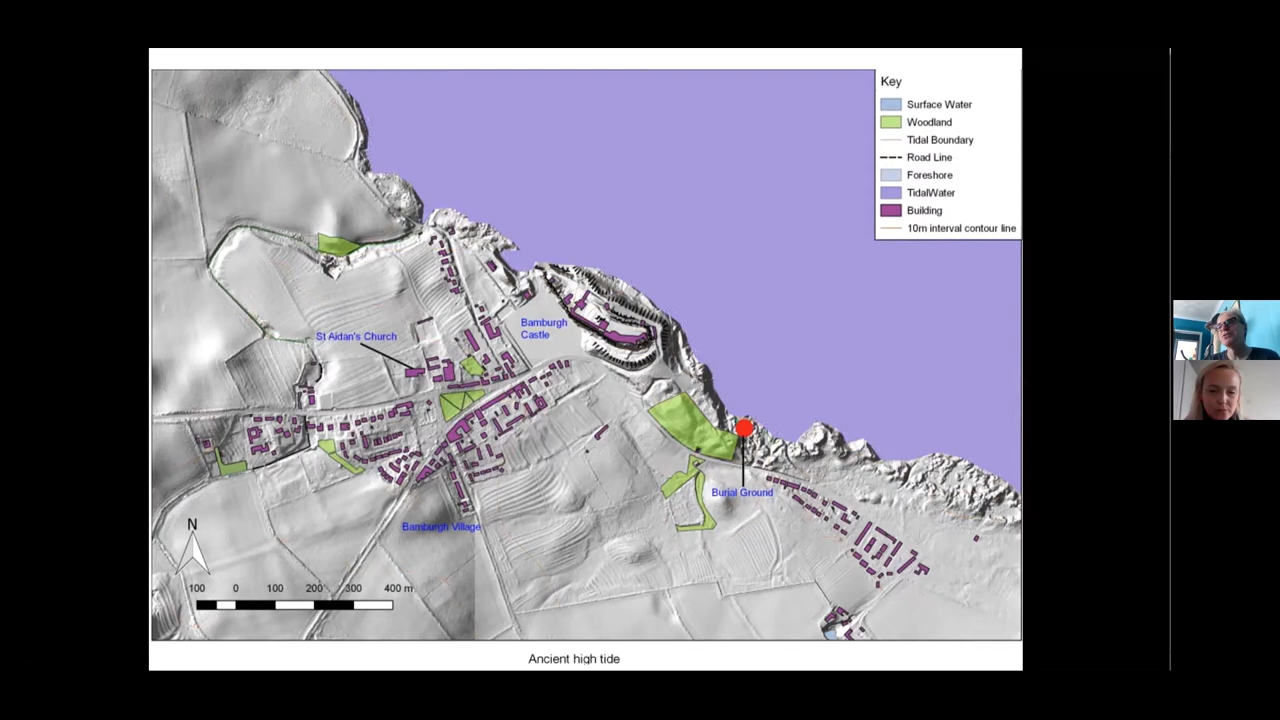 Key
Surface Water
Woodland
Tidal Boundary
Road Line
Foreshore
TidalWater
Building
10m interval contour line
St Aidan's Church
Bamburgh
Castle
Burial Ground
Bamburgh Village
N
100 0 100 200 300 400 m
Ancient high tide